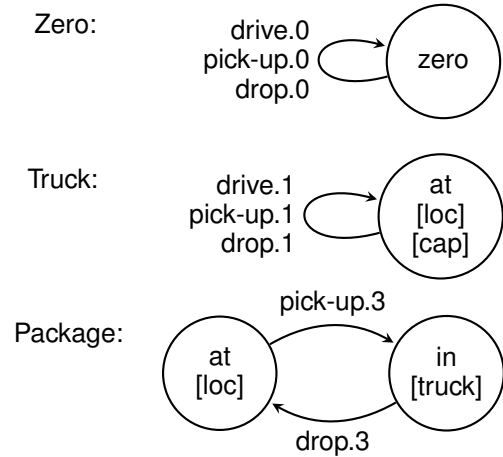 Zero:
drive.0
pick-up.0
drop.0
zero
Truck:
drive.1
pick-up.1
drop.1
at
[loc]
[cap]
Package:
at
[loc]
pick-up.3
in
[truck]
drop.3